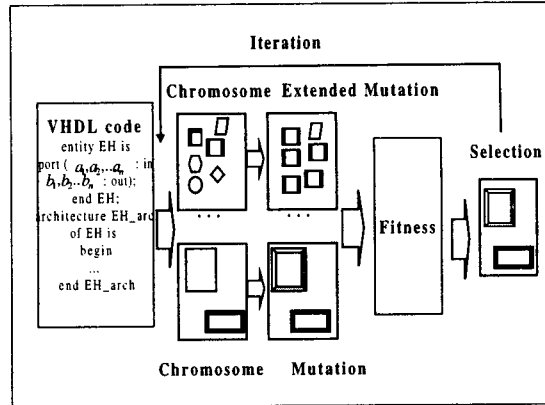 Iteration
Chromosome Extended Mutation
VHDL code
entity EH is
port ( a₁,a₂,..aₙ : in
b₁,b₂..bₙ : out);
end EH;
architecture EH_arc
of EH is
begin
...
end EH_arch
. . .
. . .
Fitness
Selection
Chromosome Mutation